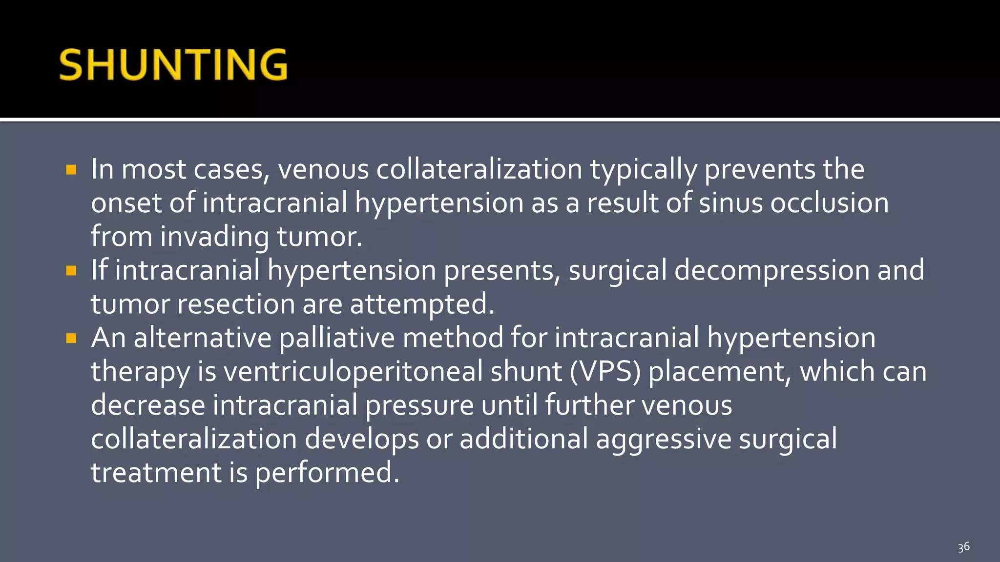 SHUNTING
▪ In most cases, venous collateralization typically prevents the
onset of intracranial hypertension as a result of sinus occlusion
from invading tumor.
▪ If intracranial hypertension presents, surgical decompression and
tumor resection are attempted.
▪ An alternative palliative method for intracranial hypertension
therapy is ventriculoperitoneal shunt (VPS) placement, which can
decrease intracranial pressure until further venous
collateralization develops or additional aggressive surgical
treatment is performed.
36